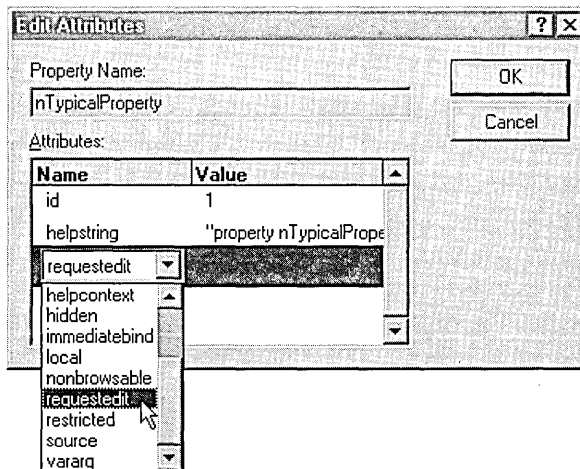 Edit Attributes
Property Name:
OK
nTypicalProperty
Cancel
Attributes:
Name Value
id 1
helpstring "property nTypicalPrope
requestedit
helpcontext
hidden
immediatebind
local
nonbrowsable
requestedit
restricted
source
vararg